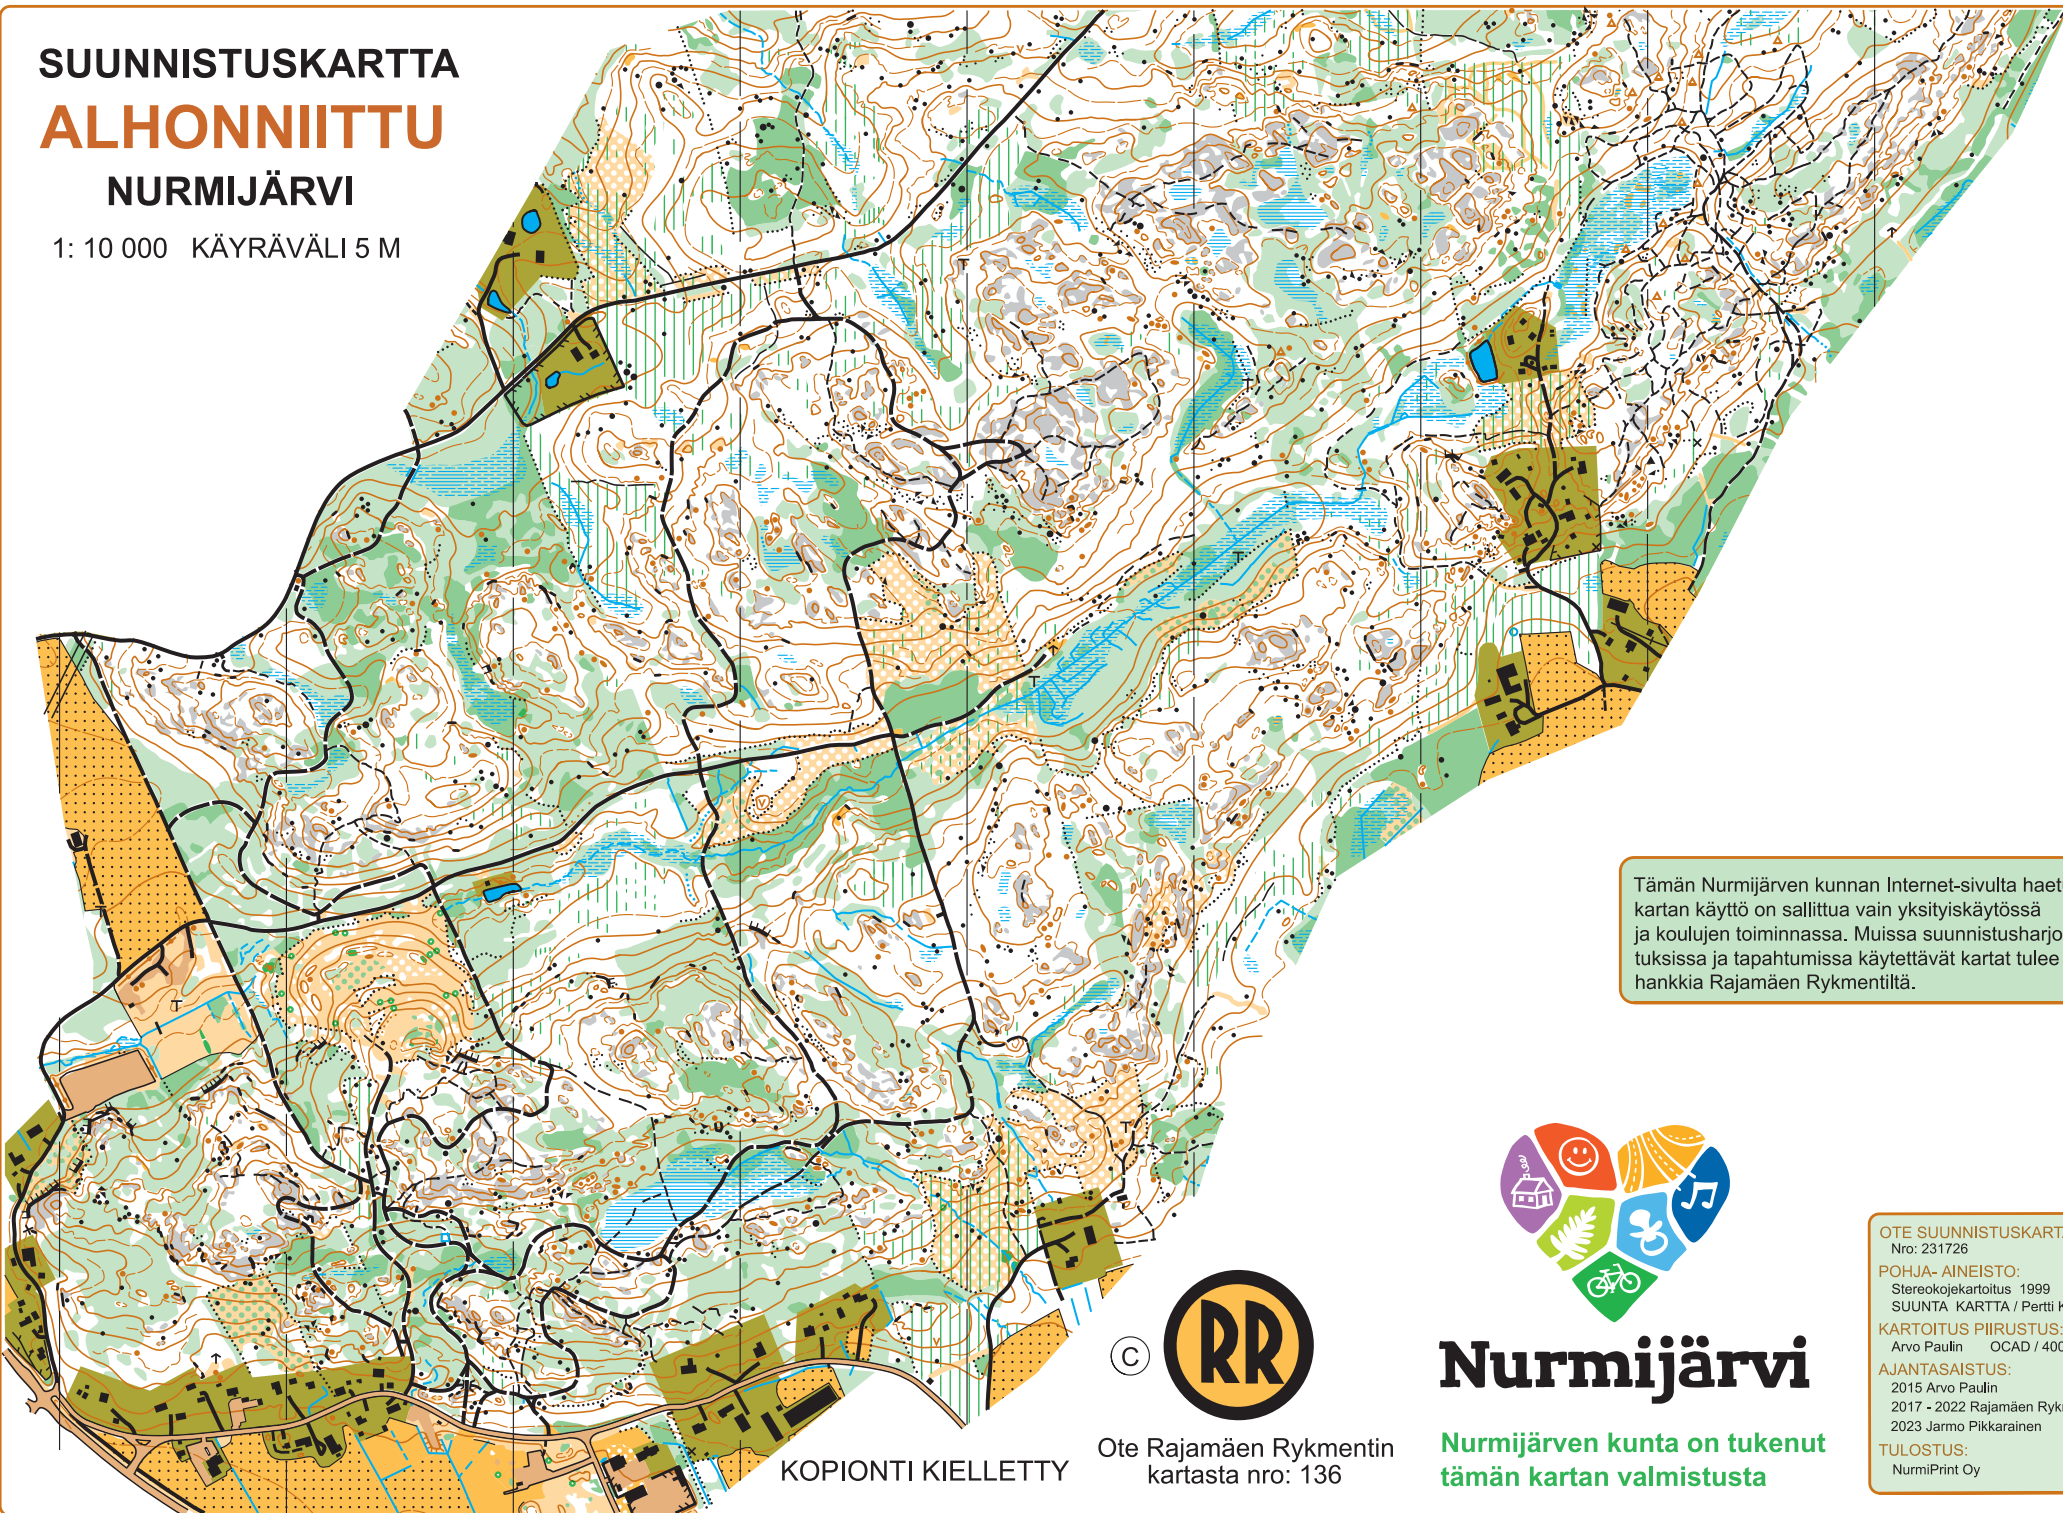 SUUNNISTUSKARTTA
ALHONNIITTU
NURMIJÄRVI
1: 10 000 KÄYRÄVÄLI 5 M
Tämän Nurmijärven kunnan Internet-sivulta haet
kartan käyttö on sallittua vain yksityiskäytössä
ja koulujen toiminnassa. Muissa suunnistusharjo
tuksissa ja tapahtumissa käytettävät kartat tulee
hankkia Rajamäen Rykmentiltä.
OTE SUUNNISTUSKART
Nro: 231726
POHJA- AINEISTO:
Stereokojekartoitus 1999
SUUNTA KARTTA / Pertti K
KARTOITUS PIIRUSTUS:
Arvo Paulin OCAD / 400
AJANTASAISTUS:
2015 Arvo Paulin
2017 - 2022 Rajamäen Ryk
2023 Jarmo Pikkarainen
TULOSTUS:
NurmiPrint Oy
C
RR
Ote Rajamäen Rykmentin
kartasta nro: 136
KOPIONTI KIELLETTY
Nurmijärvi
Nurmijärven kunta on tukenut
tämän kartan valmistusta